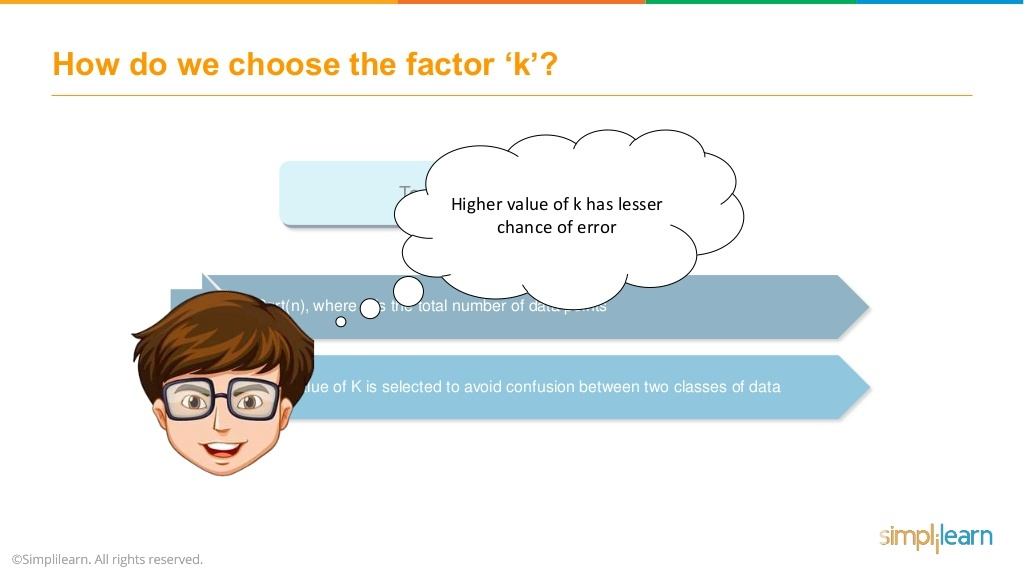 How do we choose the factor ‘k’?
To
Higher value of k has lesser
chance of error
rt(n), where is the total number of data points
lue of K is selected to avoid confusion between two classes of data
simplilearn
©Simplilearn. All rights reserved.